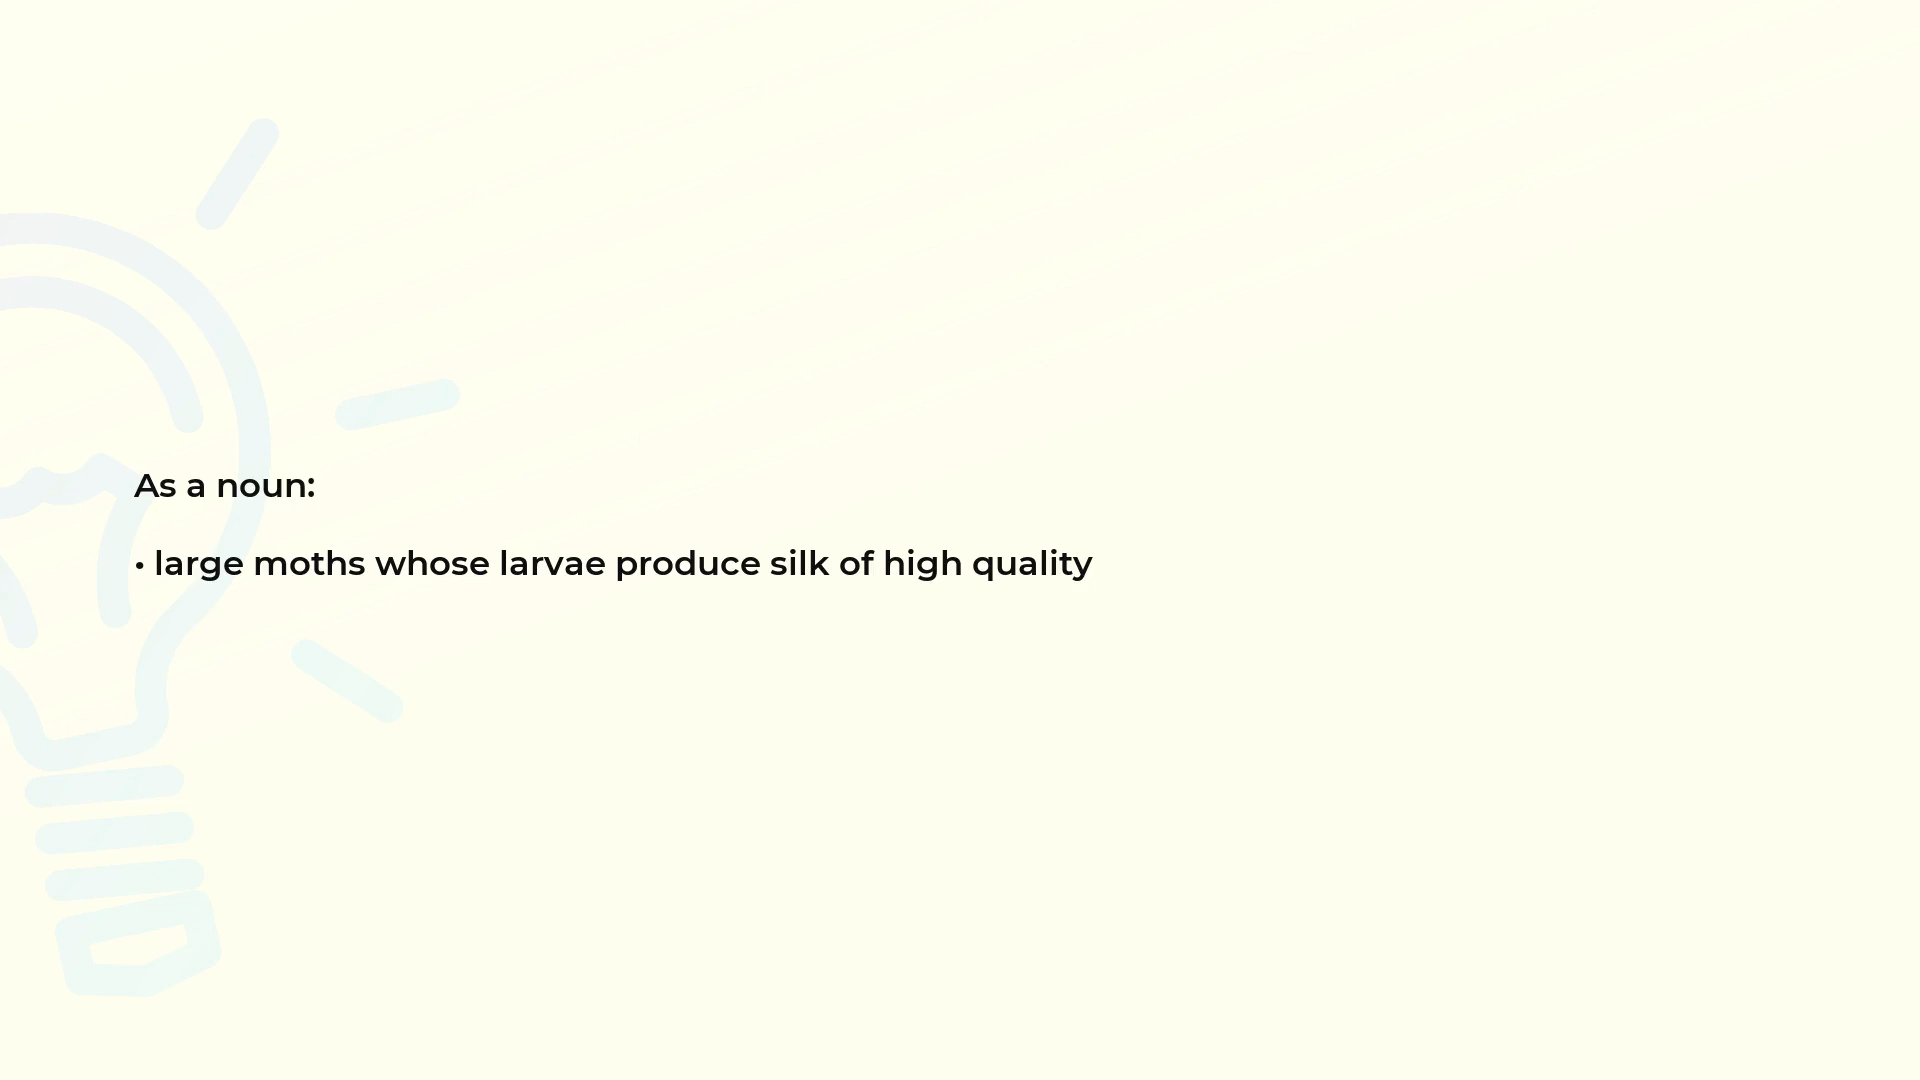 As a noun:
• large moths whose larvae produce silk of high quality